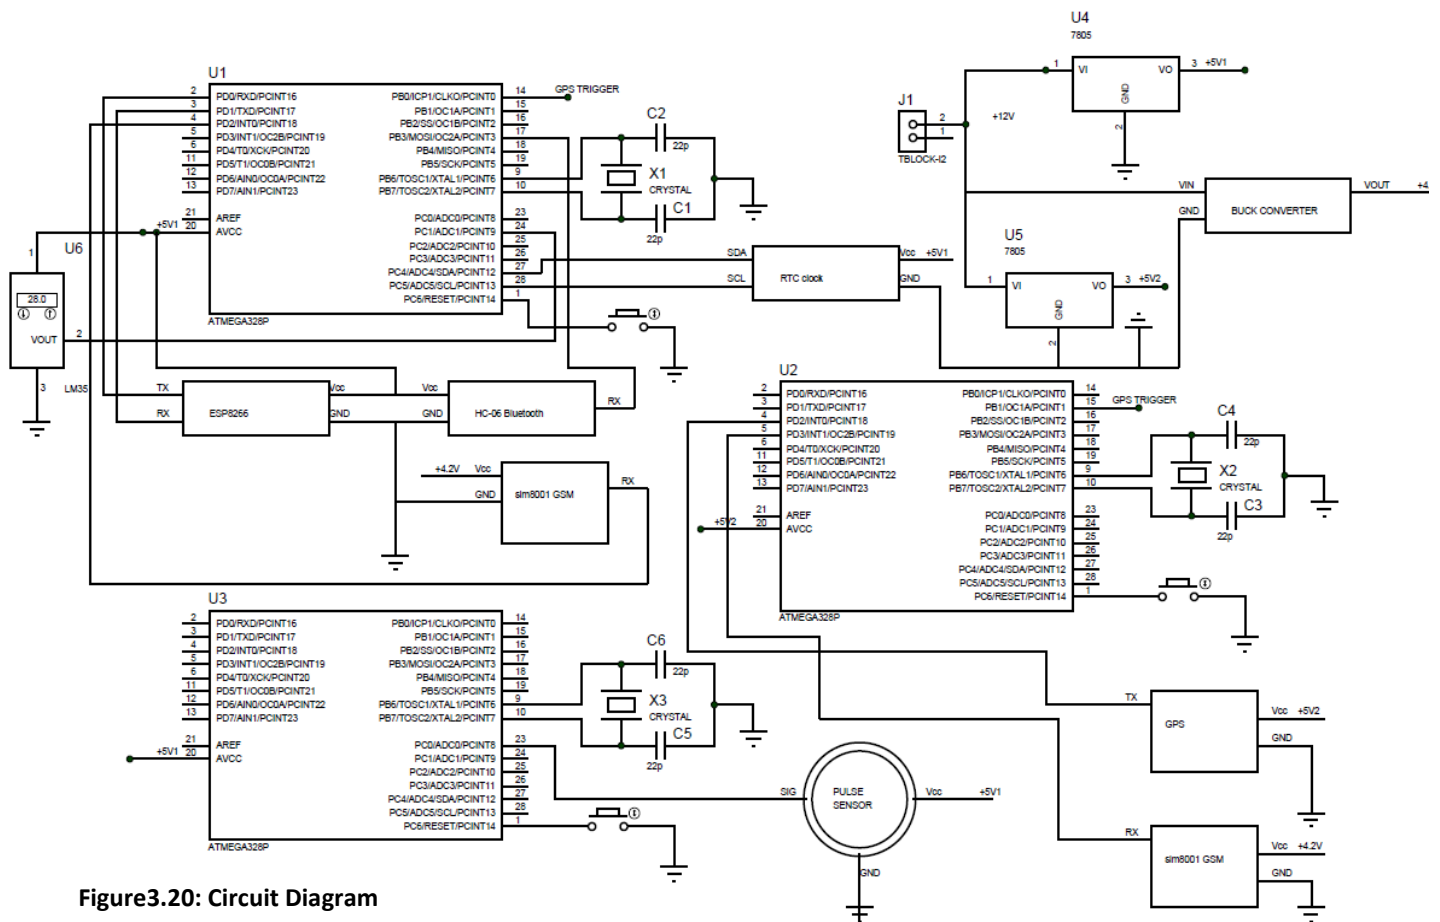 U1
2 PD0/RXD/PCINT16 PB0/ICP1/CLKO/PCINT0 14 GPS TRIGGER
3 PD1/TXD/PCINT17 PB1/OC1A/PCINT1 15
4 PD2/INT0/PCINT18 PB2/SS/OC1B/PCINT2 16
5 PD3/INT1/OC2B/PCINT19 PB3/MOSI/OC2A/PCINT3 17
6 PD4/T0/XCK/PCINT20 PB4/MISO/PCINT4 18
11 PD5/T1/OC0B/PCINT21 PB5/SCK/PCINT5 19
12 PD6/AIN0/OC0A/PCINT22 PB6/TOSC1/XTAL1/PCINT6 9
13 PD7/AIN1/PCINT23 PB7/TOSC2/XTAL2/PCINT7 10
21 AREF PC0/ADC0/PCINT8 23
+5V1 20 AVCC PC1/ADC1/PCINT9 24
PC2/ADC2/PCINT10 25
PC3/ADC3/PCINT11 26
PC4/ADC4/SDA/PCINT12 27
PC5/ADC5/SCL/PCINT13 28
PC6/RESET/PCINT14 1
ATMEGA328P
C2
22p
X1
CRYSTAL
C1
22p
U6
1
28.0
VOUT 2
3 LM35
SDA Vcc +5V1
SCL RTC clock GND
J1
2
1
TBLOCK-I2
+12V
U4
7805
1 VI VO 3 +5V1
GND
2
VIN VOUT +4.
GND BUCK CONVERTER
U5
7805
1 VI VO 3 +5V2
GND
2
TX Vcc
RX ESP8266 GND
Vcc
GND HC-06 Bluetooth RX
+4.2V Vcc RX
GND sim8001 GSM
U2
2 PD0/RXD/PCINT16 PB0/ICP1/CLKO/PCINT0 14
3 PD1/TXD/PCINT17 PB1/OC1A/PCINT1 15 GPS TRIGGER
4 PD2/INT0/PCINT18 PB2/SS/OC1B/PCINT2 16
5 PD3/INT1/OC2B/PCINT19 PB3/MOSI/OC2A/PCINT3 17
6 PD4/T0/XCK/PCINT20 PB4/MISO/PCINT4 18
11 PD5/T1/OC0B/PCINT21 PB5/SCK/PCINT5 19
12 PD6/AIN0/OC0A/PCINT22 PB6/TOSC1/XTAL1/PCINT6 9
13 PD7/AIN1/PCINT23 PB7/TOSC2/XTAL2/PCINT7 10
21 AREF PC0/ADC0/PCINT8 23
+5V2 20 AVCC PC1/ADC1/PCINT9 24
PC2/ADC2/PCINT10 25
PC3/ADC3/PCINT11 26
PC4/ADC4/SDA/PCINT12 27
PC5/ADC5/SCL/PCINT13 28
PC6/RESET/PCINT14 1
ATMEGA328P
C4
22p
X2
CRYSTAL
C3
22p
U3
2 PD0/RXD/PCINT16 PB0/ICP1/CLKO/PCINT0 14
3 PD1/TXD/PCINT17 PB1/OC1A/PCINT1 15
4 PD2/INT0/PCINT18 PB2/SS/OC1B/PCINT2 16
5 PD3/INT1/OC2B/PCINT19 PB3/MOSI/OC2A/PCINT3 17
6 PD4/T0/XCK/PCINT20 PB4/MISO/PCINT4 18
11 PD5/T1/OC0B/PCINT21 PB5/SCK/PCINT5 19
12 PD6/AIN0/OC0A/PCINT22 PB6/TOSC1/XTAL1/PCINT6 9
13 PD7/AIN1/PCINT23 PB7/TOSC2/XTAL2/PCINT7 10
21 AREF PC0/ADC0/PCINT8 23
+5V1 20 AVCC PC1/ADC1/PCINT9 24
PC2/ADC2/PCINT10 25
PC3/ADC3/PCINT11 26
PC4/ADC4/SDA/PCINT12 27
PC5/ADC5/SCL/PCINT13 28
PC6/RESET/PCINT14 1
ATMEGA328P
C6
22p
X3
CRYSTAL
C5
22p
SIG PULSE Vcc +5V1
SENSOR
GND
TX Vcc +5V2
GPS
GND
RX Vcc +4.2V
sim8001 GSM
GND
Figure3.20: Circuit Diagram